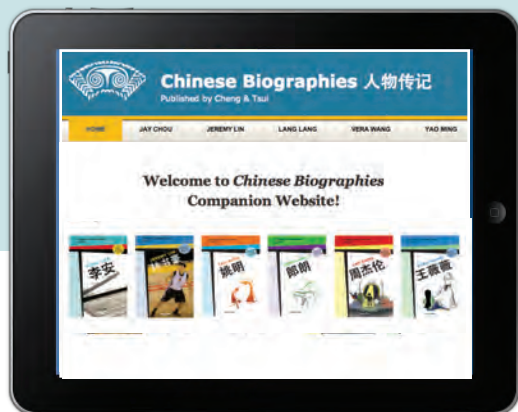 Chinese Biographies 人物传记
Published by Cheng & Tsui
HOME JAY CHOU JEREMY LIN LANG LANG VERA WANG YAO MING
Welcome to Chinese Biographies
Companion Website!
李安
姚明
郎朗
周杰伦
王薇薇